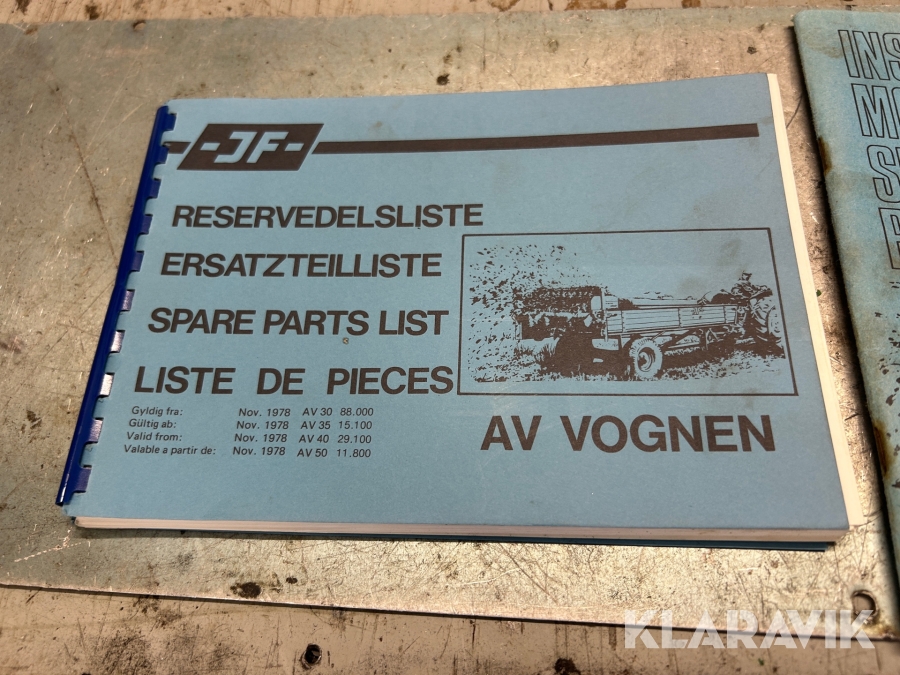 -JF-
RESERVEDELSLISTE
ERSATZTEILLISTE
SPARE PARTS LIST
LISTE DE PIECES
Gyldig fra: Nov. 1978 AV 30 88.000
Gültig ab: Nov. 1978 AV 35 15.100
Valid from: Nov. 1978 AV 40 29.100
Valable a partir de: Nov. 1978 AV 50 11.800
AV VOGNEN
INS
MO
KLARAVIK